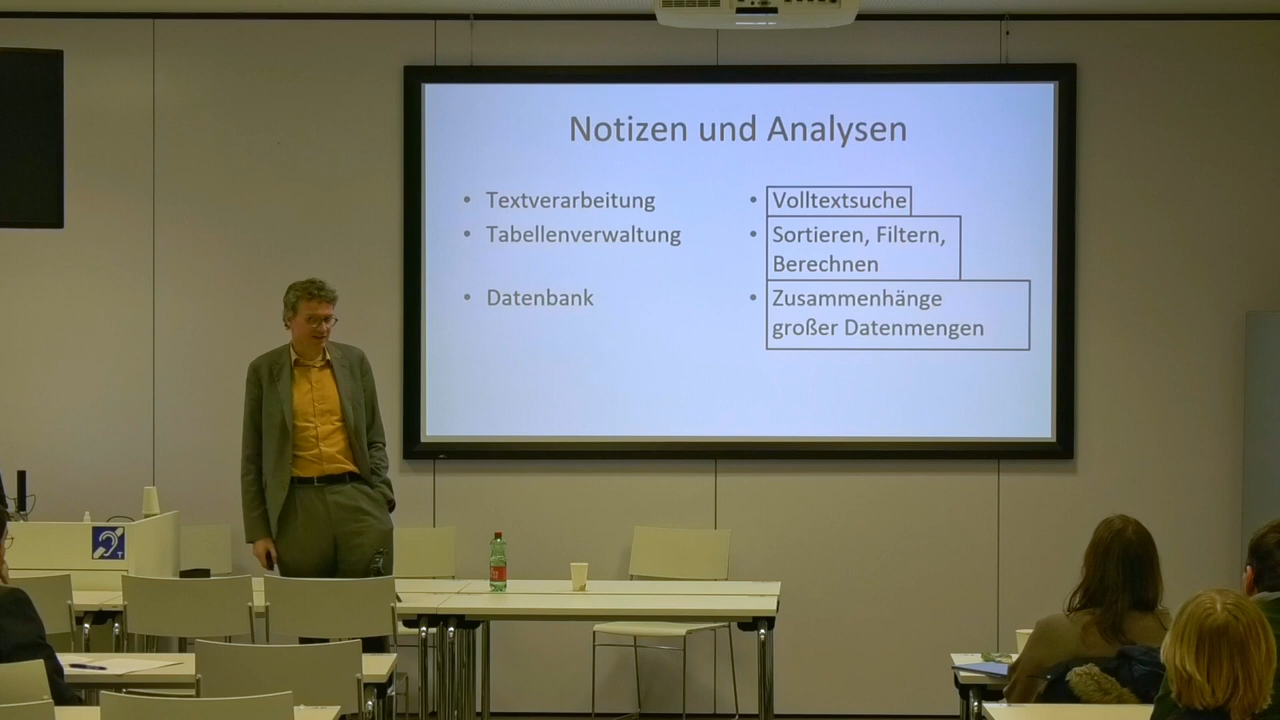 Notizen und Analysen
• Textverarbeitung
• Tabellenverwaltung
• Datenbank
• Volltextsuche
• Sortieren, Filtern,
Berechnen
• Zusammenhänge
großer Datenmengen
T